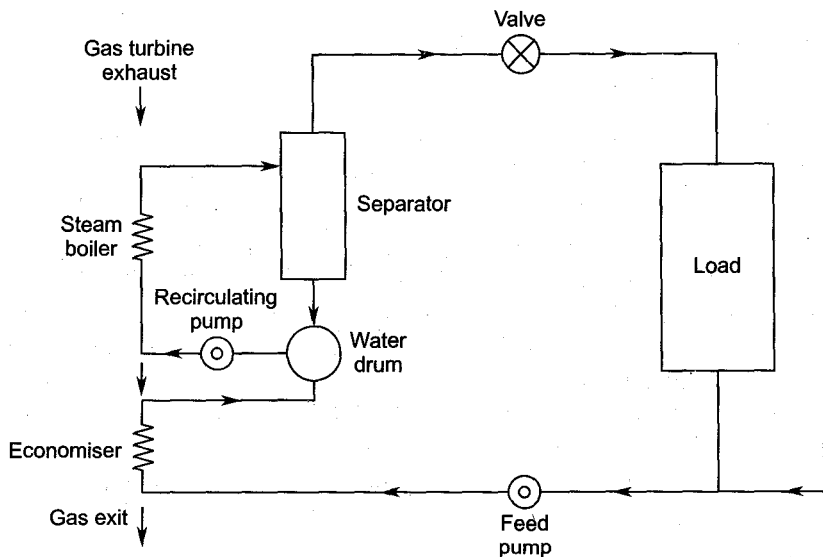 Valve
Gas turbine
exhaust
Separator
Steam
boiler
Load
Recirculating
pump
Water
drum
Economiser
Gas exit
Feed
pump